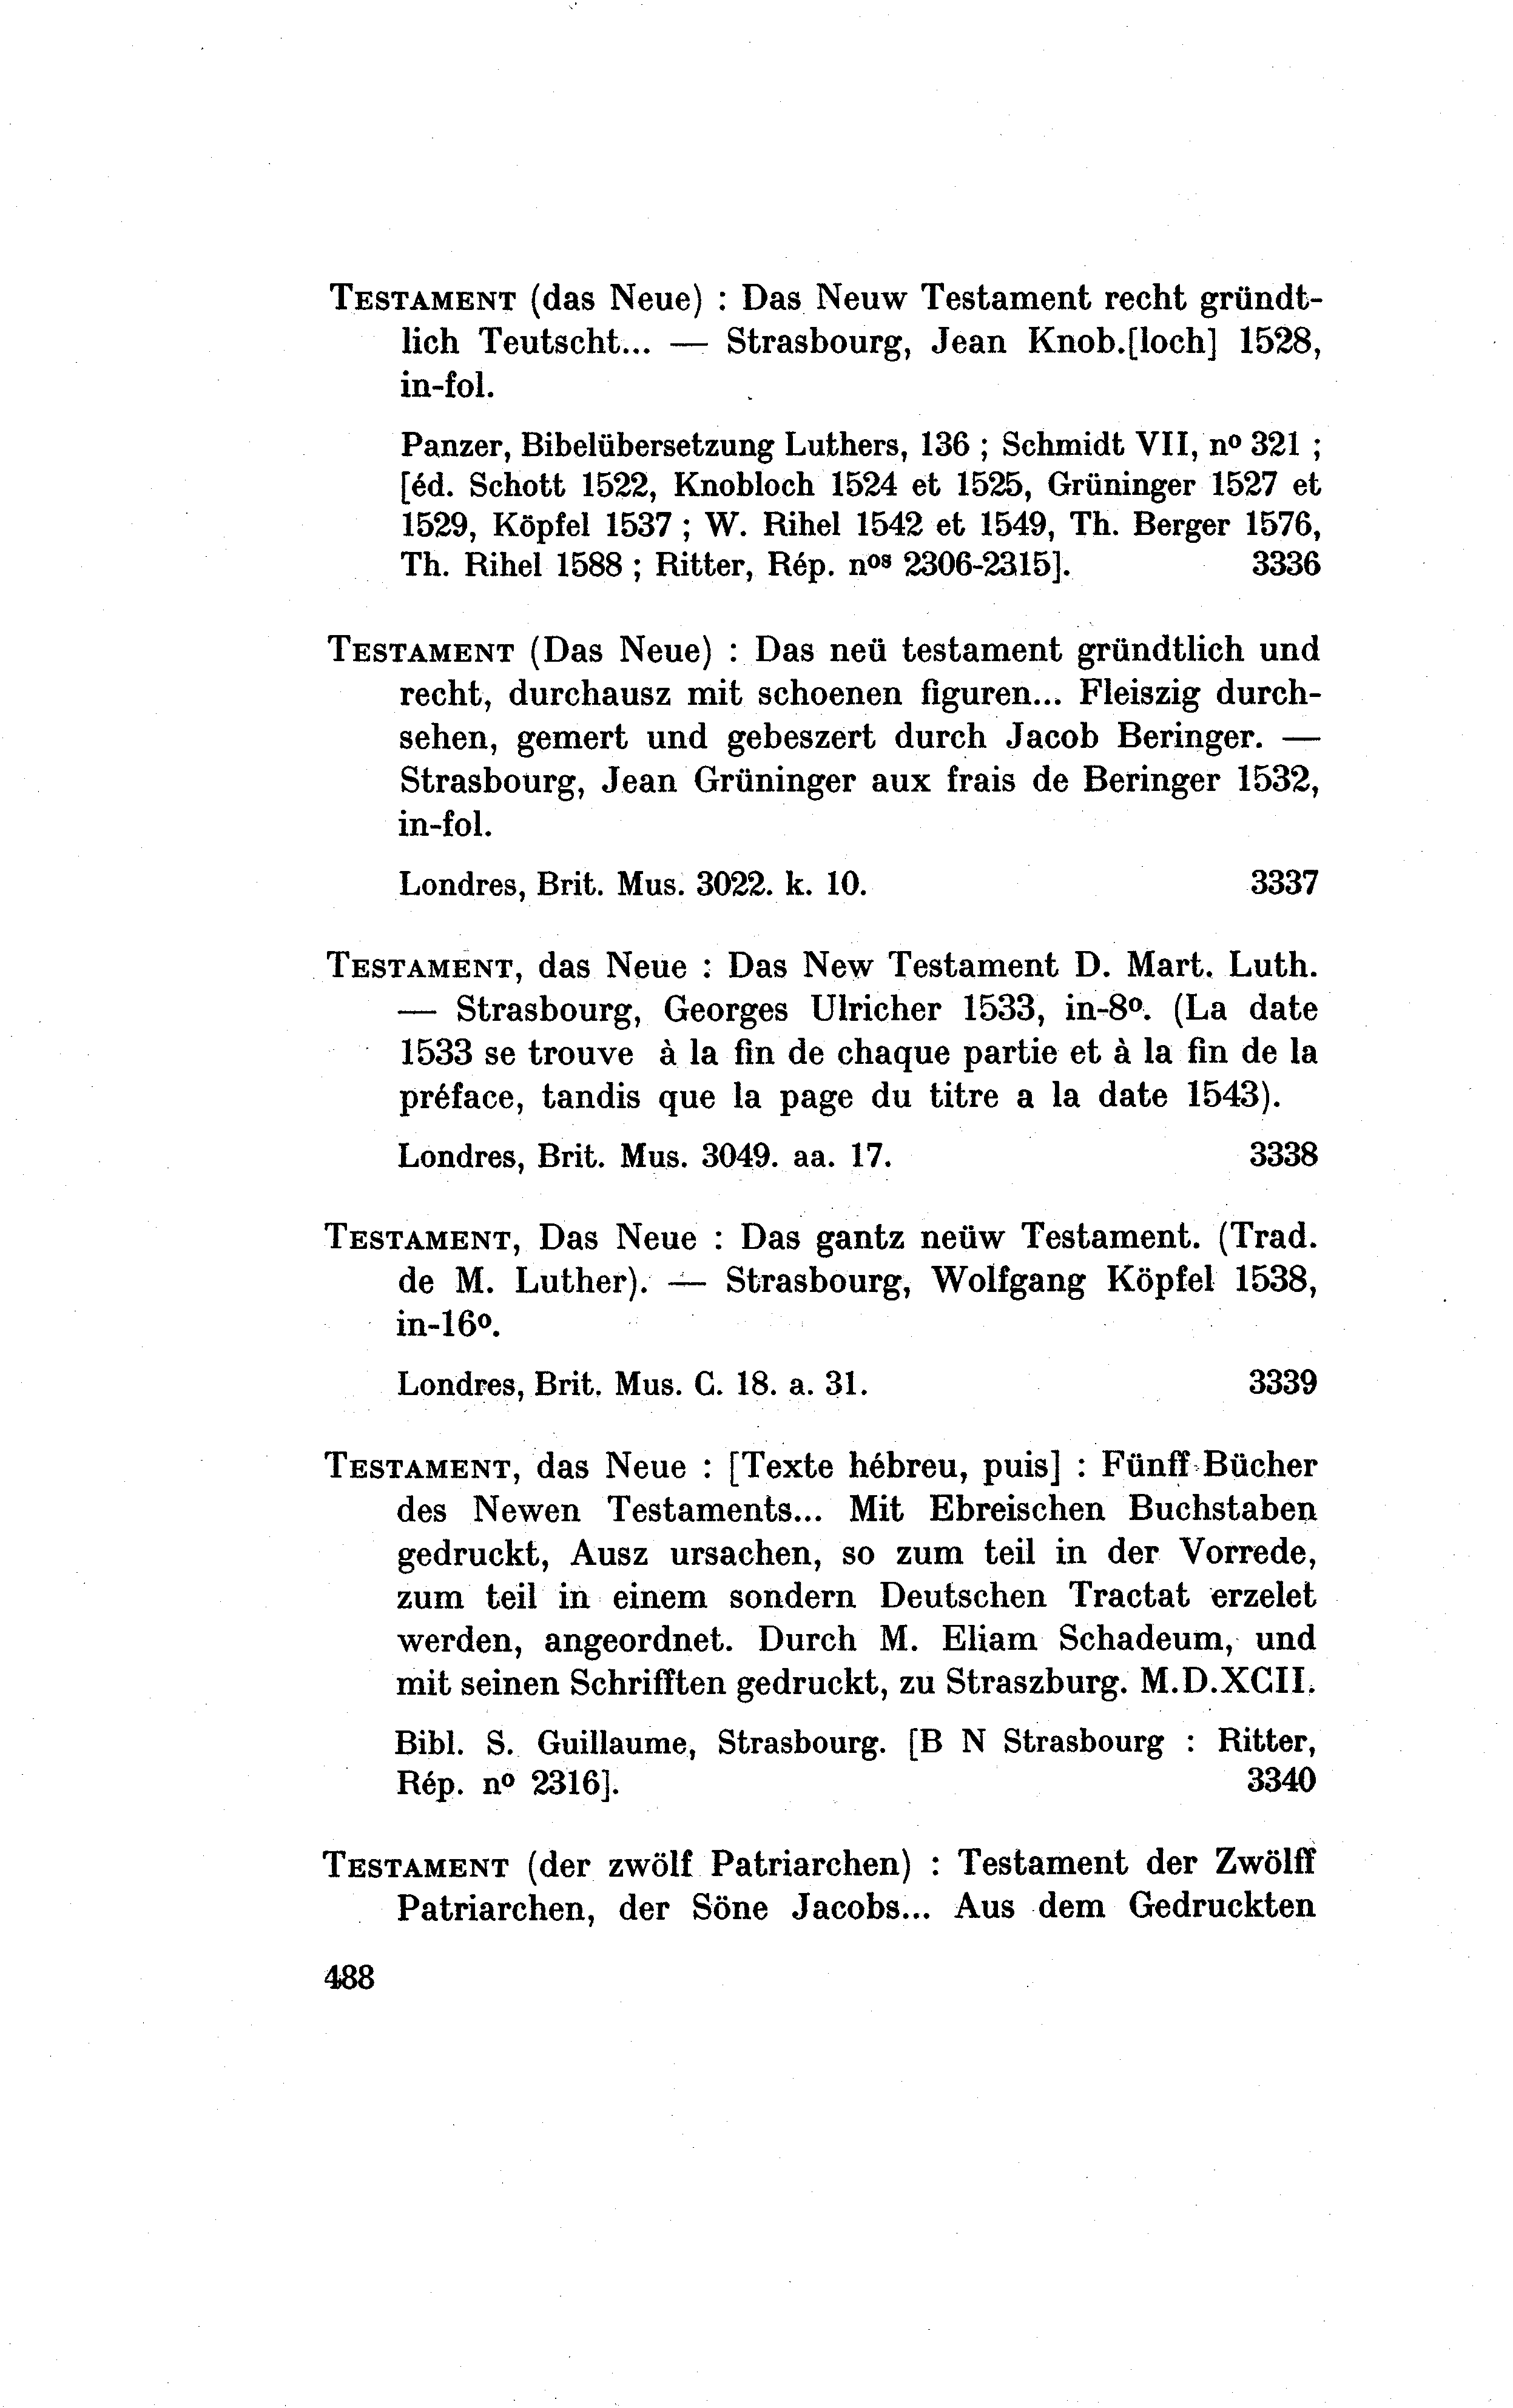 TESTAMENT (das Neue) : Das Neuw Testament recht gründt-
lich Teutscht... — Strasbourg, Jean Knob.[loch] 1528,
in-fol.
Panzer, Bibelübersetzung Luthers, 136 ; Schmidt VII, nº 321 ;
[éd. Schott 1522, Knobloch 1524 et 1525, Grüninger 1527 et
1529, Köpfel 1537 ; W. Rihel 1542 et 1549, Th. Berger 1576,
Th. Rihel 1588 ; Ritter, Rép. nos 2306-2315]. 3336
TESTAMENT (Das Neue) : Das neü testament gründtlich und
recht, durchausz mit schoenen figuren... Fleiszig durch-
sehen, gemert und gebeszert durch Jacob Beringer. —
Strasbourg, Jean Grüninger aux frais de Beringer 1532,
in-fol.
Londres, Brit. Mus. 3022. k. 10. 3337
TESTAMENT, das Neue : Das New Testament D. Mart. Luth.
— Strasbourg, Georges Ulricher 1533, in-8º. (La date
1533 se trouve à la fin de chaque partie et à la fin de la
préface, tandis que la page du titre a la date 1543).
Londres, Brit. Mus. 3049. aa. 17. 3338
TESTAMENT, Das Neue : Das gantz neüw Testament. (Trad.
de M. Luther). — Strasbourg, Wolfgang Köpfel 1538,
in-16º.
Londres, Brit. Mus. C. 18. a. 31. 3339
TESTAMENT, das Neue : [Texte hébreu, puis] : Fünff Bücher
des Newen Testaments... Mit Ebreischen Buchstaben
gedruckt, Ausz ursachen, so zum teil in der Vorrede,
zum teil in einem sondern Deutschen Tractat erzelet
werden, angeordnet. Durch M. Eliam Schadeum, und
mit seinen Schrifften gedruckt, zu Straszburg. M.D.XCII.
Bibl. S. Guillaume, Strasbourg. [B N Strasbourg : Ritter,
Rép. nº 2316]. 3340
TESTAMENT (der zwölf Patriarchen) : Testament der Zwölff
Patriarchen, der Söne Jacobs... Aus dem Gedruckten
488